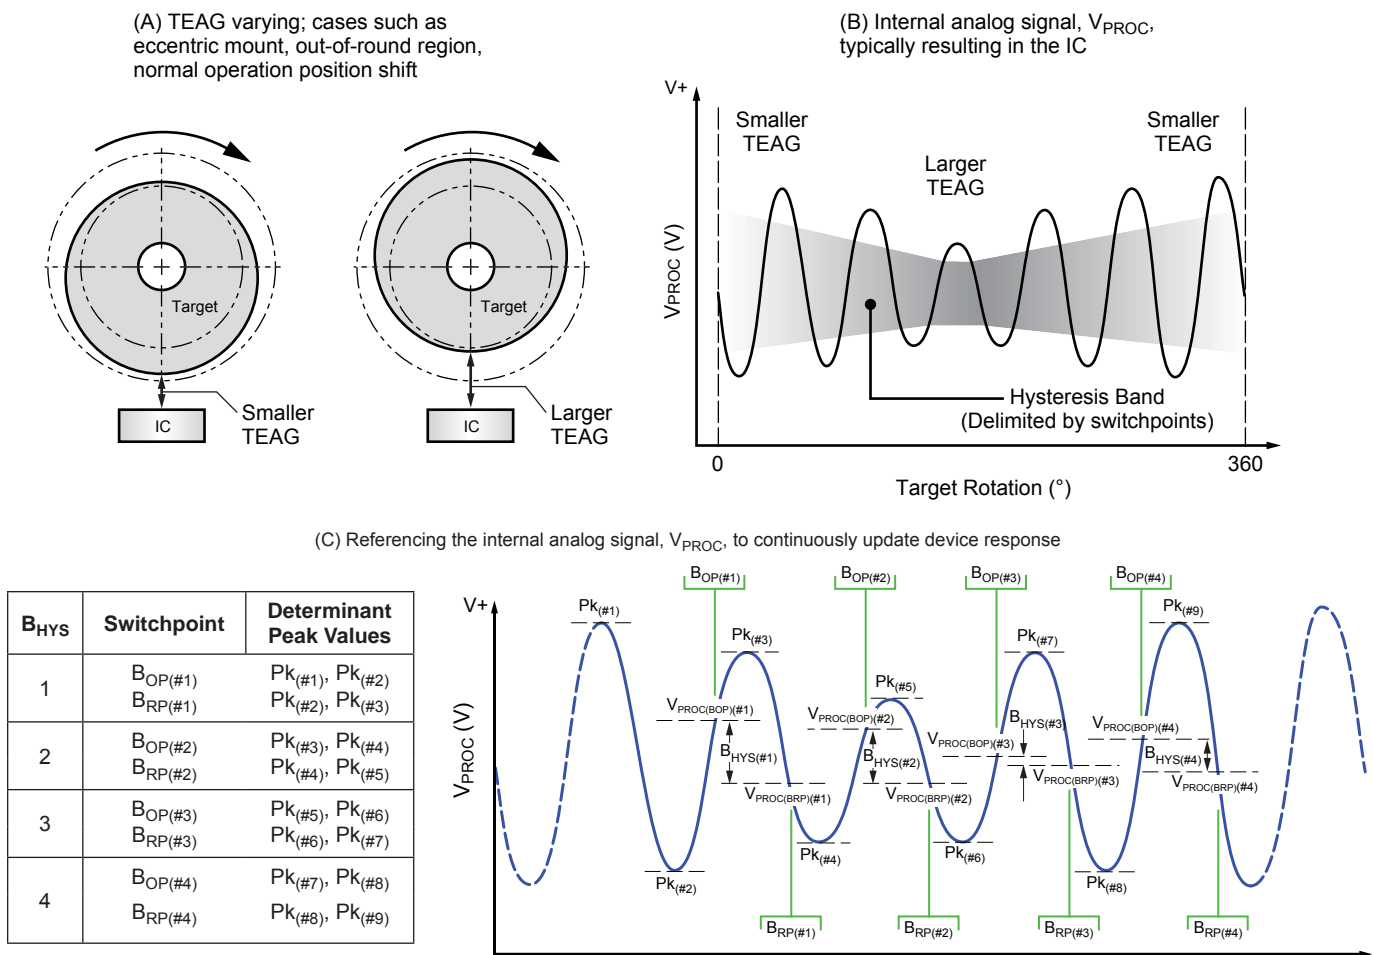 (A) TEAG varying; cases such as
eccentric mount, out-of-round region,
normal operation position shift
Target
IC
Smaller
TEAG
Target
IC
Larger
TEAG
(B) Internal analog signal, VPROC,
typically resulting in the IC
V+
VPROC (V)
Smaller
TEAG
Larger
TEAG
Smaller
TEAG
Hysteresis Band
(Delimited by switchpoints)
0
360
Target Rotation (°)
(C) Referencing the internal analog signal, VPROC, to continuously update device response
BHYS Switchpoint Determinant
Peak Values
1
BOP(#1) Pk(#1), Pk(#2)
BRP(#1) Pk(#2), Pk(#3)
2
BOP(#2) Pk(#3), Pk(#4)
BRP(#2) Pk(#4), Pk(#5)
3
BOP(#3) Pk(#5), Pk(#6)
BRP(#3) Pk(#6), Pk(#7)
4
BOP(#4) Pk(#7), Pk(#8)
BRP(#4) Pk(#8), Pk(#9)
V+
VPROC (V)
BOP(#1)
BOP(#2)
BOP(#3)
BOP(#4)
Pk(#1)
Pk(#3)
Pk(#5)
Pk(#7)
Pk(#9)
VPROC(BOP)(#1)
VPROC(BOP)(#2)
VPROC(BOP)(#3)
VPROC(BOP)(#4)
BHYS(#1)
BHYS(#2)
BHYS(#3)
BHYS(#4)
VPROC(BRP)(#1)
VPROC(BRP)(#2)
VPROC(BRP)(#3)
VPROC(BRP)(#4)
Pk(#2)
Pk(#4)
Pk(#6)
Pk(#8)
BRP(#1)
BRP(#2)
BRP(#3)
BRP(#4)